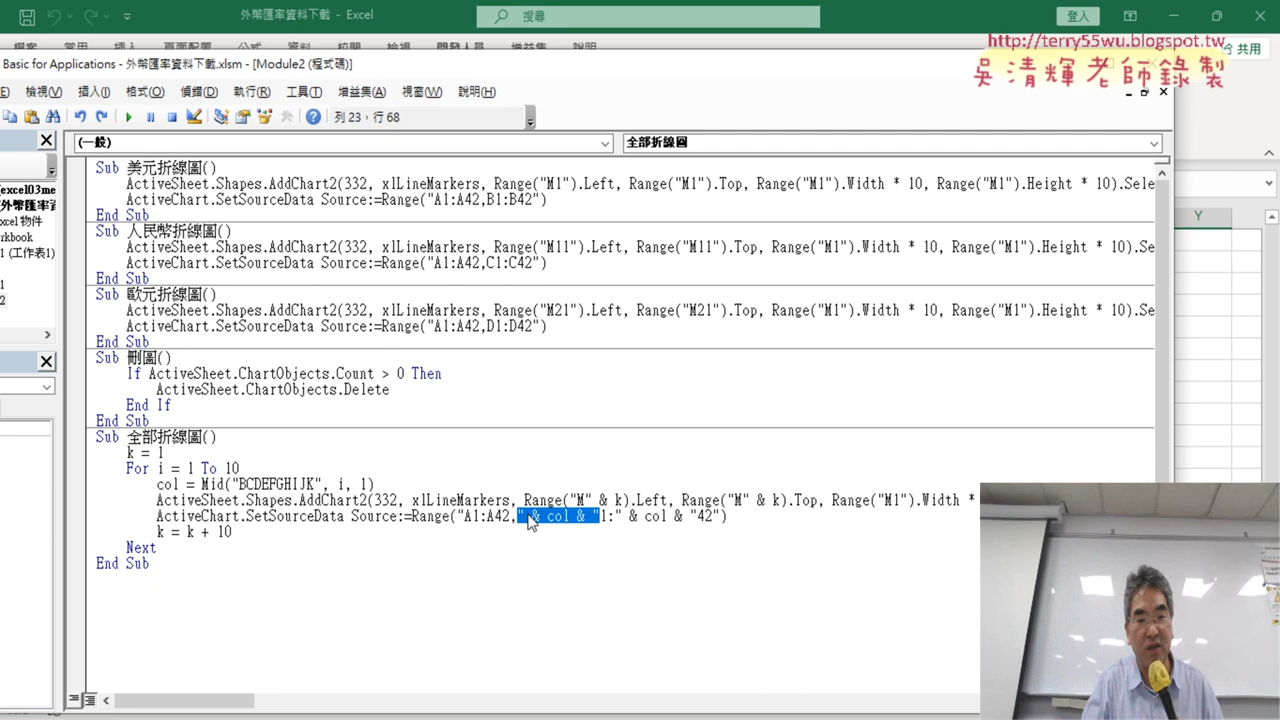 外幣匯率資料下載 - Excel
搜尋
登入
http://terry55wu.blogspot.tw
吳清輝老師錄製
共用
Basic for Applications - 外幣匯率資料下載.xlsm - [Module2 (程式碼)]
檢視(V) 插入(I) 格式(O) 偵錯(D) 執行(R) 工具(T) 增益集(A) 視窗(W) 說明(H)
列 23，行 68
(一般) 全部折線圖
Sub 美元折線圖()
ActiveSheet.Shapes.AddChart2(332, xlLineMarkers, Range("M1").Left, Range("M1").Top, Range("M1").Width * 10, Range("M1").Height * 10).Sele
ActiveChart.SetSourceData Source:=Range("A1:A42,B1:B42")
End Sub
Sub 人民幣折線圖()
ActiveSheet.Shapes.AddChart2(332, xlLineMarkers, Range("M11").Left, Range("M11").Top, Range("M1").Width * 10, Range("M1").Height * 10).Se
ActiveChart.SetSourceData Source:=Range("A1:A42,C1:C42")
End Sub
Sub 歐元折線圖()
ActiveSheet.Shapes.AddChart2(332, xlLineMarkers, Range("M21").Left, Range("M21").Top, Range("M1").Width * 10, Range("M1").Height * 10).Se
ActiveChart.SetSourceData Source:=Range("A1:A42,D1:D42")
End Sub
Sub 刪圖()
If ActiveSheet.ChartObjects.Count > 0 Then
ActiveSheet.ChartObjects.Delete
End If
End Sub
Sub 全部折線圖()
k = 1
For i = 1 To 10
col = Mid("BCDEFGHIJK", i, 1)
ActiveSheet.Shapes.AddChart2(332, xlLineMarkers, Range("M" & k).Left, Range("M" & k).Top, Range("M1").Width *
ActiveChart.SetSourceData Source:=Range("A1:A42," & col & "1:" & col & "42")
k = k + 10
Next
End Sub
Y